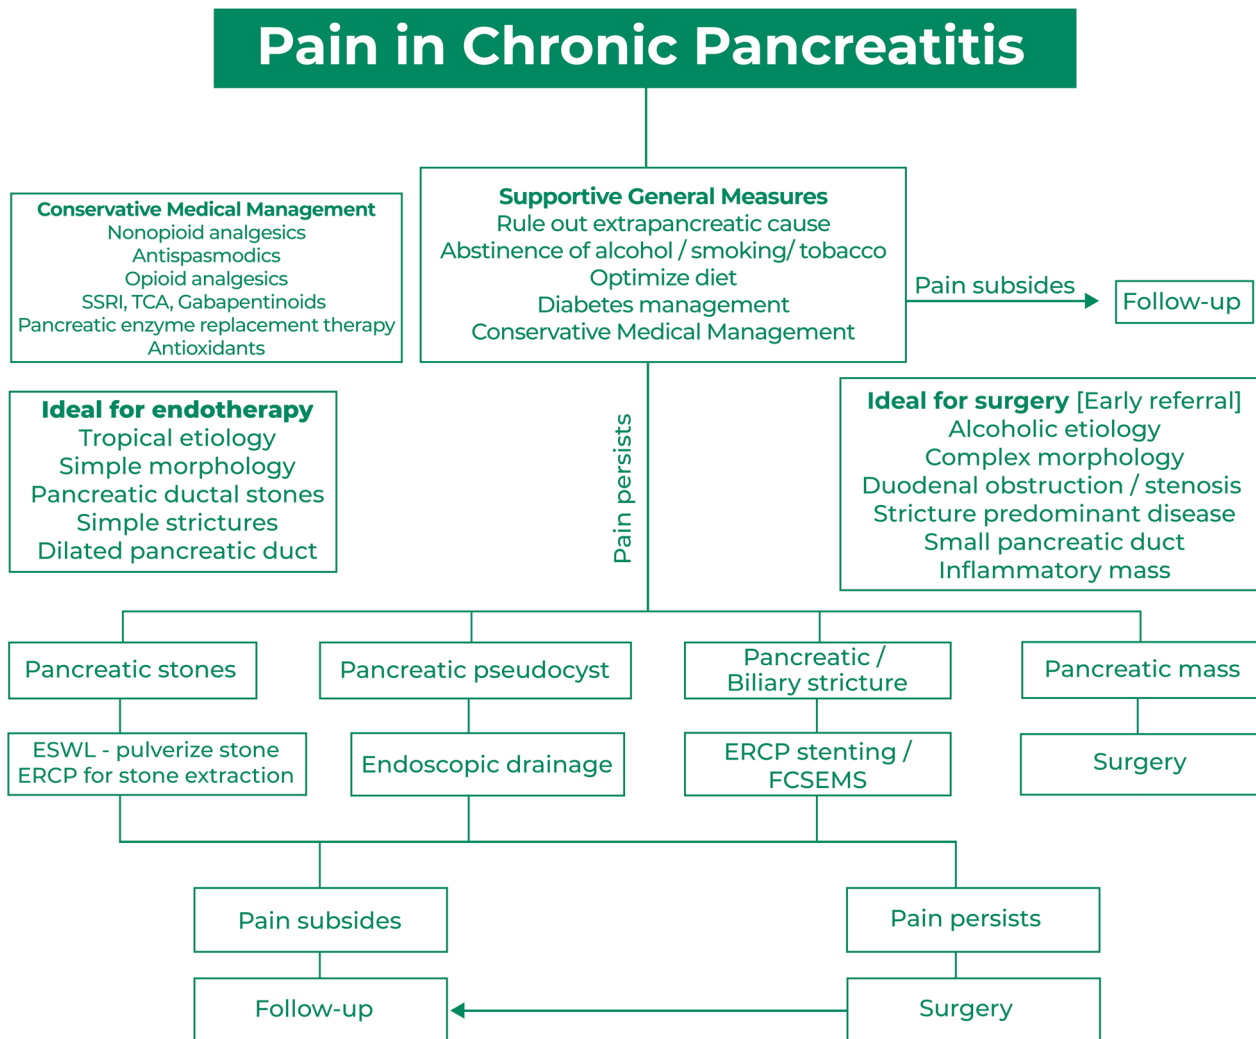 Pain in Chronic Pancreatitis
Conservative Medical Management
Nonopioid analgesics
Antispasmodics
Opioid analgesics
SSRI, TCA, Gabapentinoids
Pancreatic enzyme replacement therapy
Antioxidants
Supportive General Measures
Rule out extrapancreatic cause
Abstinence of alcohol / smoking/ tobacco
Optimize diet
Diabetes management
Conservative Medical Management
Pain subsides
Follow-up
Ideal for endotherapy
Tropical etiology
Simple morphology
Pancreatic ductal stones
Simple strictures
Dilated pancreatic duct
Pain persists
Ideal for surgery [Early referral]
Alcoholic etiology
Complex morphology
Duodenal obstruction / stenosis
Stricture predominant disease
Small pancreatic duct
Inflammatory mass
Pancreatic stones
Pancreatic pseudocyst
Pancreatic /
Biliary stricture
Pancreatic mass
ESWL - pulverize stone
ERCP for stone extraction
Endoscopic drainage
ERCP stenting /
FCSEMS
Surgery
Pain subsides
Pain persists
Follow-up
Surgery